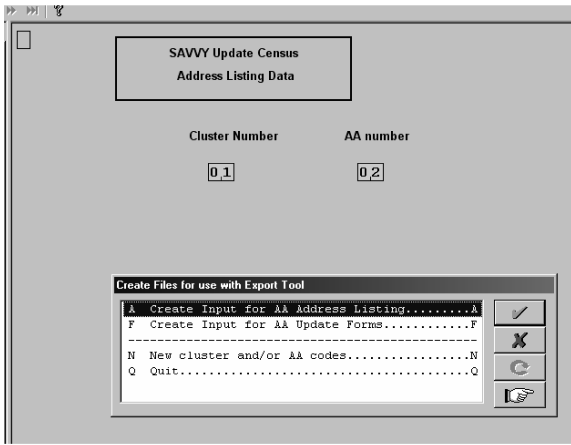 ?
SAVVY Update Census
Address Listing Data
Cluster Number AA number
0,1 0,2
Create Files for use with Export Tool
A Create Input for AA Address Listing.........A
F Create Input for AA Update Forms............F
-----------------------------------------------
N New cluster and/or AA codes.................N
Q Quit........................................Q